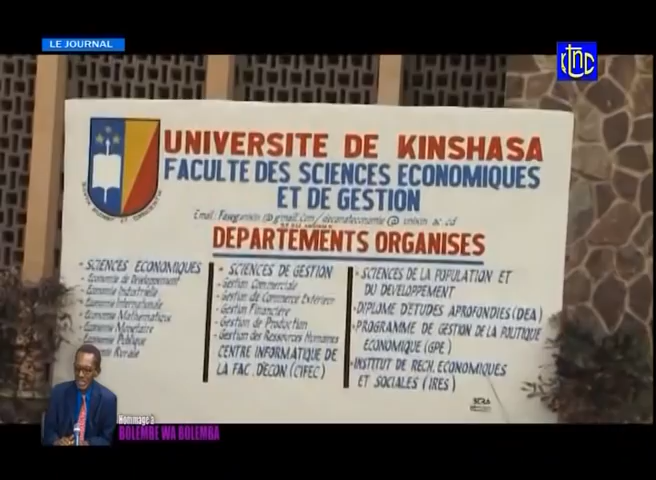 LE JOURNAL
RTNC
UNIVERSITE DE KINSHASA
FACULTE DES SCIENCES ECONOMIQUES
ET DE GESTION
DEPARTEMENTS ORGANISES
- SCIENCES ECONOMIQUES
- Economie de Développement
- Economie Industrielle
- Economie Internationale
- Economie Mathématique
- Economie Monétaire
- Economie Publique
- Economie Rurale
- SCIENCES DE GESTION
- Gestion Commerciale
- Gestion de Commerce Extérieur
- Gestion Financière
- Gestion de Production
- Gestion des Ressources Humaines
CENTRE INFORMATIQUE DE
LA FAC. D'ECON (CIFEC)
- SCIENCES DE LA POPULATION ET
DU DEVELOPPEMENT
- DIPLÔME D'ETUDES APROFONDIES (DEA)
- PROGRAMME DE GESTION DE LA POLITIQUE
ECONOMIQUE (GPE)
- INSTITUT DE RECH. ECONOMIQUES
ET SOCIALES (IRES)
Hommage à
BOLEMBE WA BOLEMBA